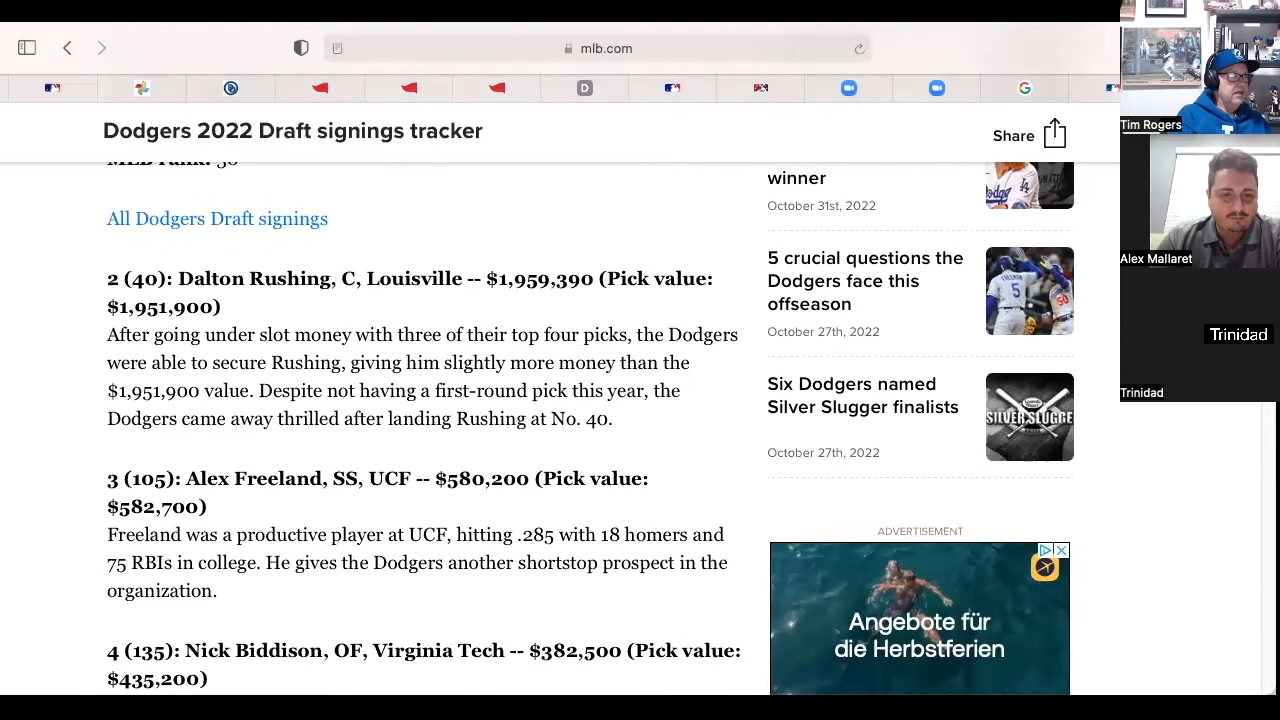 mlb.com
D
G
Dodgers 2022 Draft signings tracker
Share
MLB rank: 30
All Dodgers Draft signings
2 (40): Dalton Rushing, C, Louisville -- $1,959,390 (Pick value:
$1,951,900)
After going under slot money with three of their top four picks, the Dodgers
were able to secure Rushing, giving him slightly more money than the
$1,951,900 value. Despite not having a first-round pick this year, the
Dodgers came away thrilled after landing Rushing at No. 40.
3 (105): Alex Freeland, SS, UCF -- $580,200 (Pick value:
$582,700)
Freeland was a productive player at UCF, hitting .285 with 18 homers and
75 RBIs in college. He gives the Dodgers another shortstop prospect in the
organization.
4 (135): Nick Biddison, OF, Virginia Tech -- $382,500 (Pick value:
$435,200)
winner
October 31st, 2022
5 crucial questions the
Dodgers face this
offseason
October 27th, 2022
5
50
Six Dodgers named
Silver Slugger finalists
October 27th, 2022
SILVER SLUGGE
ADVERTISEMENT
Angebote für
die Herbstferien
Tim Rogers
Alex Mallaret
Trinidad
Trinidad